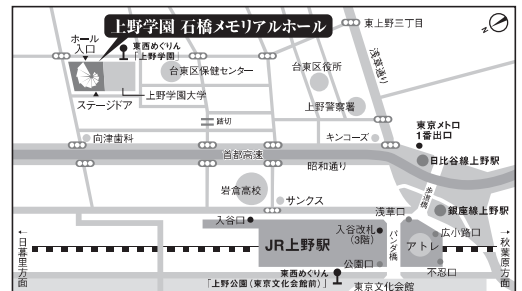 上野学園 石橋メモリアルホール
N
ホール
入口
東西めぐりん
「上野学園」
東上野三丁目
浅草通り
台東区保健センター
台東区役所
上野学園大学
ステージドア
上野警察署
踏切
東京メトロ
1番出口
向津歯科
キンコーズ
首都高速
昭和通り
日比谷線上野駅
岩倉高校
サンクス
歩道橋
銀座線上野駅
浅草口
入谷口
入谷改札
(3階)
広小路口
JR上野駅
パンダ橋
アトレ
←日暮里方面
秋葉原方面→
公園口
不忍口
東西めぐりん
「上野公園(東京文化会館前)」
東京文化会館